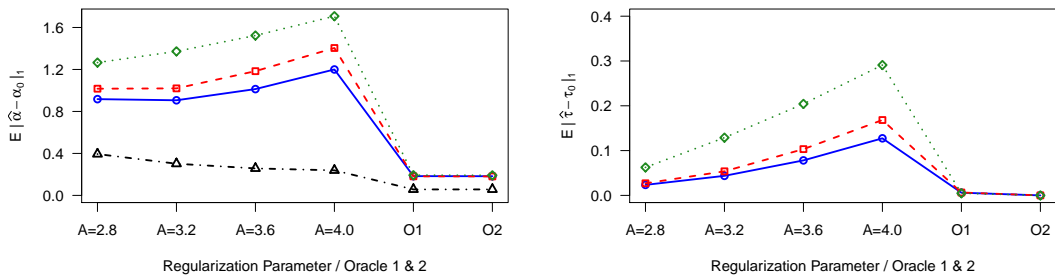 E | α̂ − α₀ |₁
1.6
1.2
0.8
0.4
0.0
A=2.8 A=3.2 A=3.6 A=4.0 O1 O2
Regularization Parameter / Oracle 1 & 2
E | τ̂ − τ₀ |₁
0.4
0.3
0.2
0.1
0.0
A=2.8 A=3.2 A=3.6 A=4.0 O1 O2
Regularization Parameter / Oracle 1 & 2